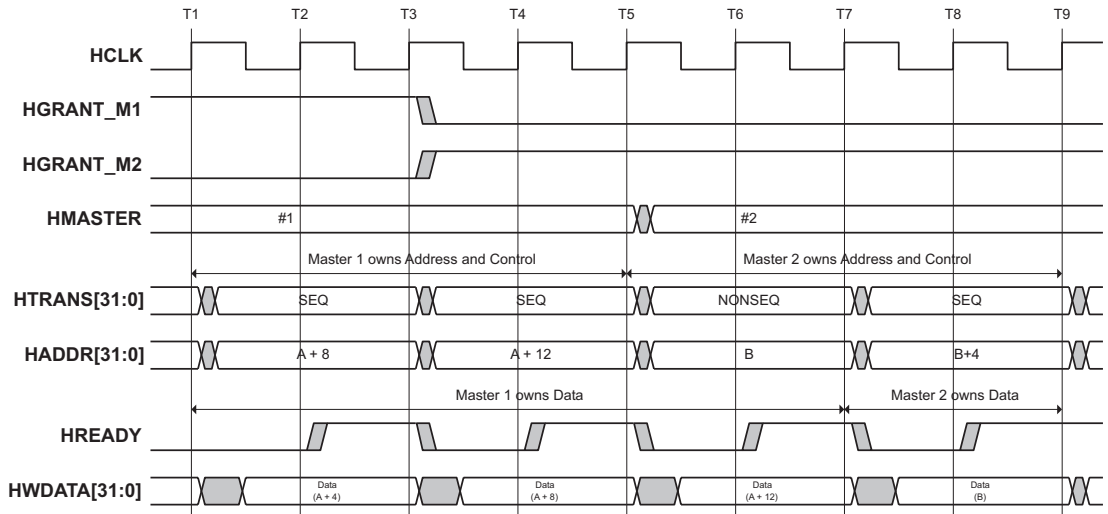 T1 T2 T3 T4 T5 T6 T7 T8 T9
HCLK
HGRANT_M1
HGRANT_M2
HMASTER #1 #2
Master 1 owns Address and Control Master 2 owns Address and Control
HTRANS[31:0] SEQ SEQ NONSEQ SEQ
HADDR[31:0] A + 8 A + 12 B B+4
Master 1 owns Data Master 2 owns Data
HREADY
HWDATA[31:0] Data Data Data Data
(A + 4) (A + 8) (A + 12) (B)